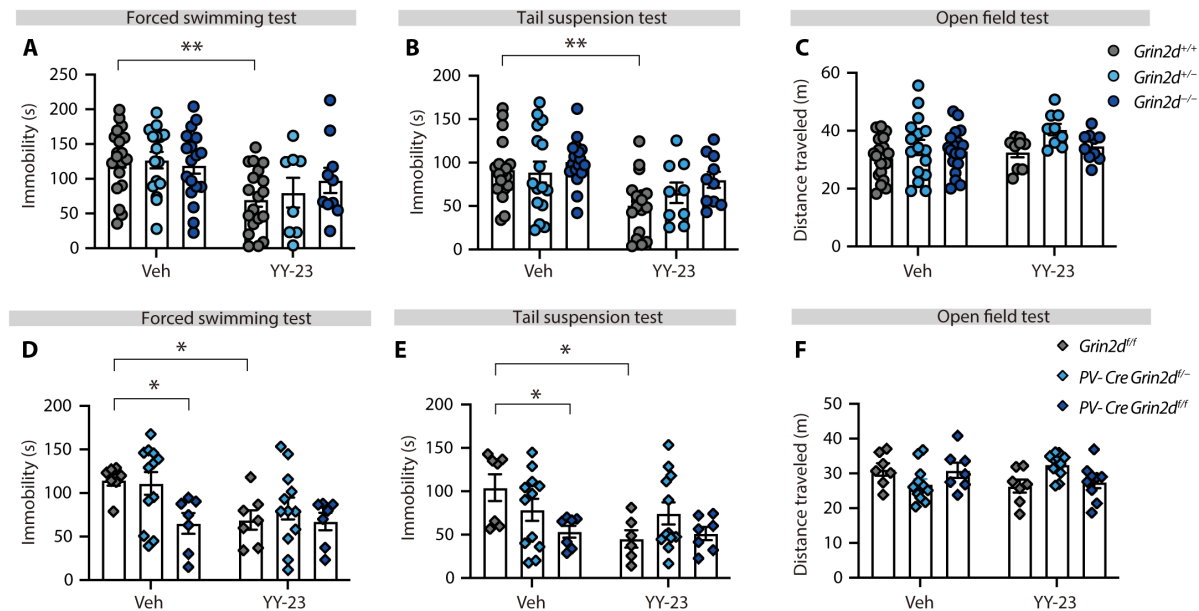 Forced swimming test
Tail suspension test
Open field test
A
B
C
Grin2d+/+
Grin2d+/−
Grin2d−/−
**
**
Immobility (s)
250
200
150
100
50
0
Veh
YY-23
Immobility (s)
200
150
100
50
0
Veh
YY-23
Distance traveled (m)
60
40
20
0
Veh
YY-23
Forced swimming test
Tail suspension test
Open field test
D
E
F
Grin2df/f
PV-Cre Grin2df/−
PV-Cre Grin2df/f
*
*
*
*
Immobility (s)
200
150
100
50
0
Veh
YY-23
Immobility (s)
200
150
100
50
0
Veh
YY-23
Distance traveled (m)
50
40
30
20
10
0
Veh
YY-23